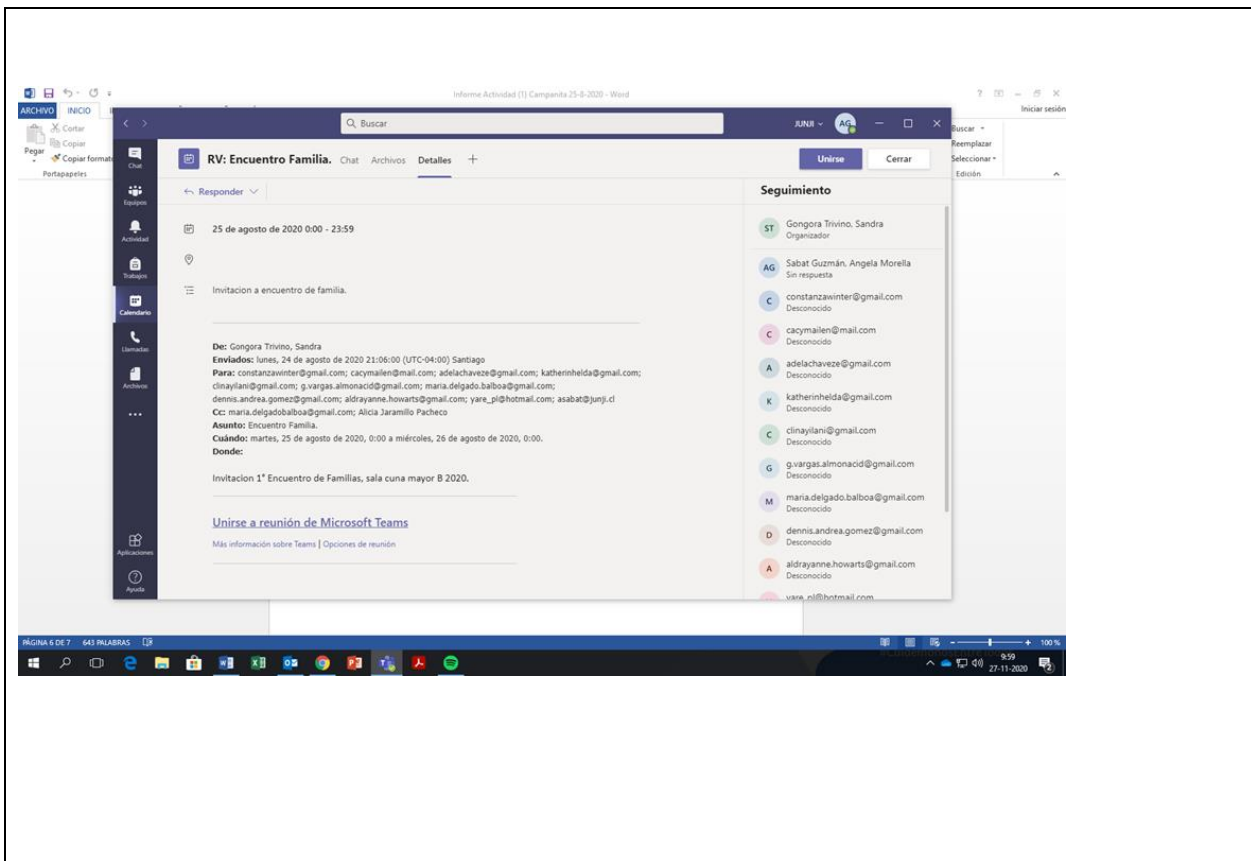 Informe Actividad (1) Campanita 25-8-2020 - Word
Iniciar sesión
ARCHIVO INICIO
Cortar
Copiar
Copiar formato
Pegar
Portapapeles
Buscar
Reemplazar
Seleccionar
Edición
Buscar
JUNJI
AG
Chat
Equipos
Actividad
Trabajos
Calendario
Llamadas
Archivos
Aplicaciones
Ayuda
RV: Encuentro Familia. Chat Archivos Detalles +
Unirse Cerrar
Responder
25 de agosto de 2020 0:00 - 23:59
Invitacion a encuentro de familia.
De: Gongora Trivino, Sandra
Enviados: lunes, 24 de agosto de 2020 21:06:00 (UTC-04:00) Santiago
Para: constanzawinter@gmail.com; cacymailen@mail.com; adelachaveze@gmail.com; katherinhelda@gmail.com;
clinayilani@gmail.com; g.vargas.almonacid@gmail.com; maria.delgado.balboa@gmail.com;
dennis.andrea.gomez@gmail.com; aldrayanne.howarts@gmail.com; yare_pl@hotmail.com; asabat@junji.cl
Cc: maria.delgadobalboa@gmail.com; Alicia Jaramillo Pacheco
Asunto: Encuentro Familia.
Cuándo: martes, 25 de agosto de 2020, 0:00 a miércoles, 26 de agosto de 2020, 0:00.
Donde:
Invitacion 1° Encuentro de Familias, sala cuna mayor B 2020.
Unirse a reunión de Microsoft Teams
Más información sobre Teams | Opciones de reunión
Seguimiento
ST Gongora Trivino, Sandra
Organizador
AG Sabat Guzmán, Angela Morella
Sin respuesta
C constanzawinter@gmail.com
Desconocido
C cacymailen@mail.com
Desconocido
A adelachaveze@gmail.com
Desconocido
K katherinhelda@gmail.com
Desconocido
C clinayilani@gmail.com
Desconocido
G g.vargas.almonacid@gmail.com
Desconocido
M maria.delgado.balboa@gmail.com
Desconocido
D dennis.andrea.gomez@gmail.com
Desconocido
A aldrayanne.howarts@gmail.com
Desconocido
yare_pl@hotmail.com
PÁGINA 6 DE 7 643 PALABRAS
100 %
9:59
27-11-2020